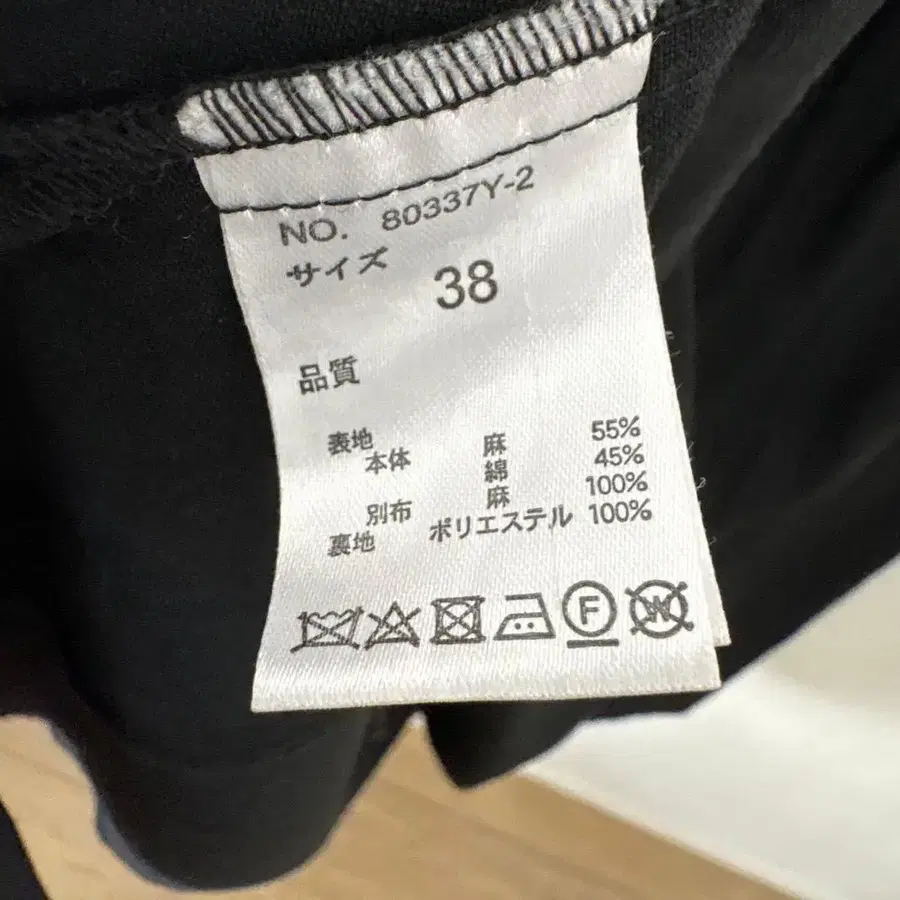 NO. 80337Y-2
サイズ 38
品質
表地
本体 麻 55%
綿 45%
別布 麻 100%
裏地 ポリエステル 100%
F W